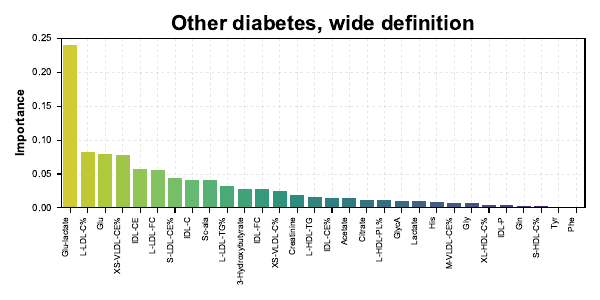 Other diabetes, wide definition
Importance
0.25
0.20
0.15
0.10
0.05
0.00
Glu-lactate
L-LDL-C%
Glu
XS-VLDL-CE%
IDL-CE
L-LDL-FC
S-LDL-CE%
IDL-C
L-LDL-TG%
3-Hydroxybutyrate
IDL-FC
XS-VLDL-C%
Creatinine
L-HDL-TG
IDL-CE%
Acetate
Citrate
L-HDL-PL%
GlycA
Lactate
His
M-VLDL-CE%
Gly
XL-HDL-C%
IDL-P
Gln
S-HDL-C%
Tyr
Phe